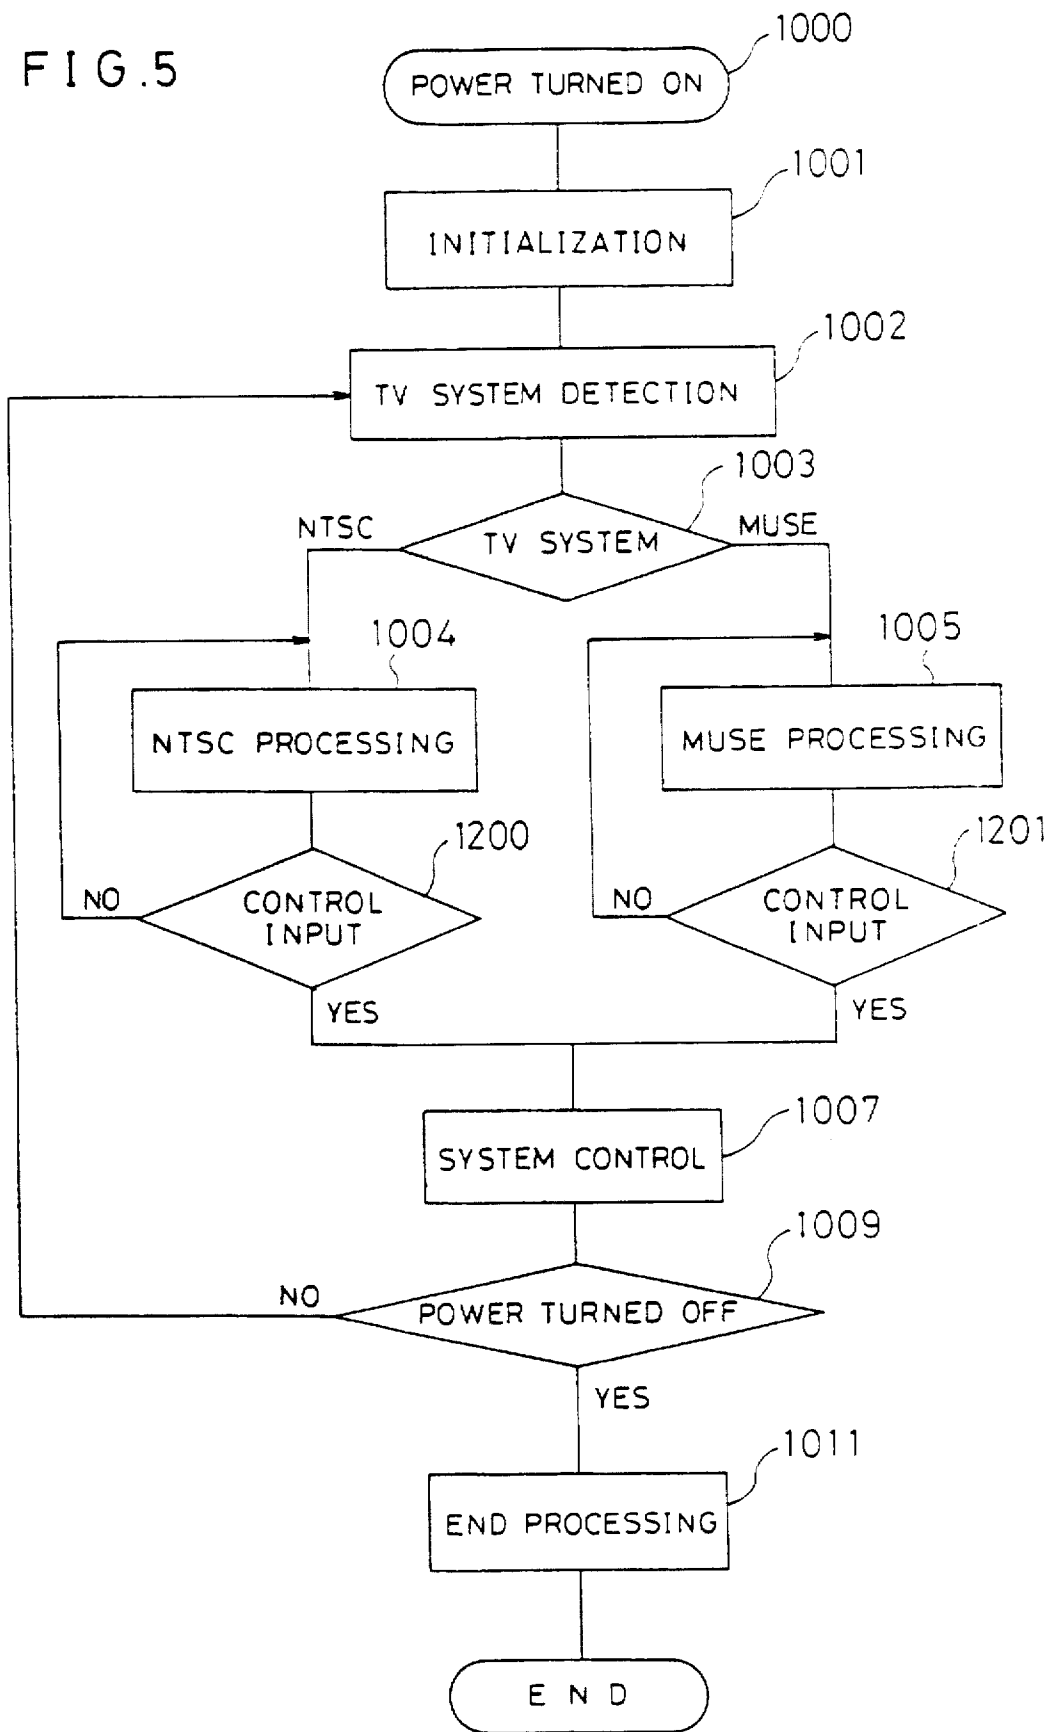 FIG.5
1000
POWER TURNED ON
1001
INITIALIZATION
1002
TV SYSTEM DETECTION
1003
NTSC
TV SYSTEM
MUSE
1004
1005
NTSC PROCESSING
MUSE PROCESSING
1200
1201
NO
CONTROL
INPUT
NO
CONTROL
INPUT
YES
YES
1007
SYSTEM CONTROL
1009
NO
POWER TURNED OFF
YES
1011
END PROCESSING
END